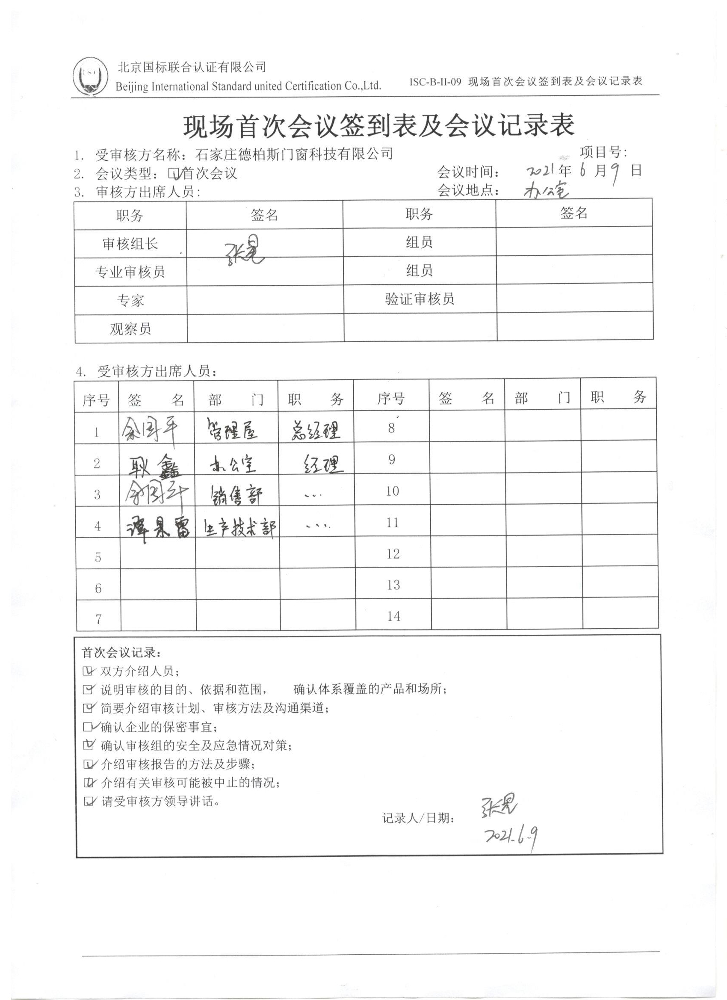 北京国标联合认证有限公司
Beijing International Standard united Certification Co.,Ltd. ISC-B-II-09 现场首次会议签到表及会议记录表
现场首次会议签到表及会议记录表
1. 受审核方名称：石家庄德柏斯门窗科技有限公司 项目号:
2. 会议类型：☑首次会议 会议时间： 2021年 6 月 9 日
3. 审核方出席人员: 会议地点： 办公室
职务 签名 职务 签名
审核组长 组员
专业审核员 组员
专家 验证审核员
观察员
4. 受审核方出席人员：
序号 签 名 部 门 职 务 序号 签 名 部 门 职 务
1 余国平 管理层 总经理 8
2 耿鑫 办公室 经理 9
3 余国平 销售部 ... 10
4 谭果雷 生产技术部 .... 11
5 12
6 13
7 14
首次会议记录：
☑ 双方介绍人员；
☑ 说明审核的目的、依据和范围， 确认体系覆盖的产品和场所；
☑ 简要介绍审核计划、审核方法及沟通渠道；
☑ 确认企业的保密事宜；
☑ 确认审核组的安全及应急情况对策；
☑ 介绍审核报告的方法及步骤；
☑ 介绍有关审核可能被中止的情况；
☑ 请受审核方领导讲话。
记录人/日期：
2021.6.9